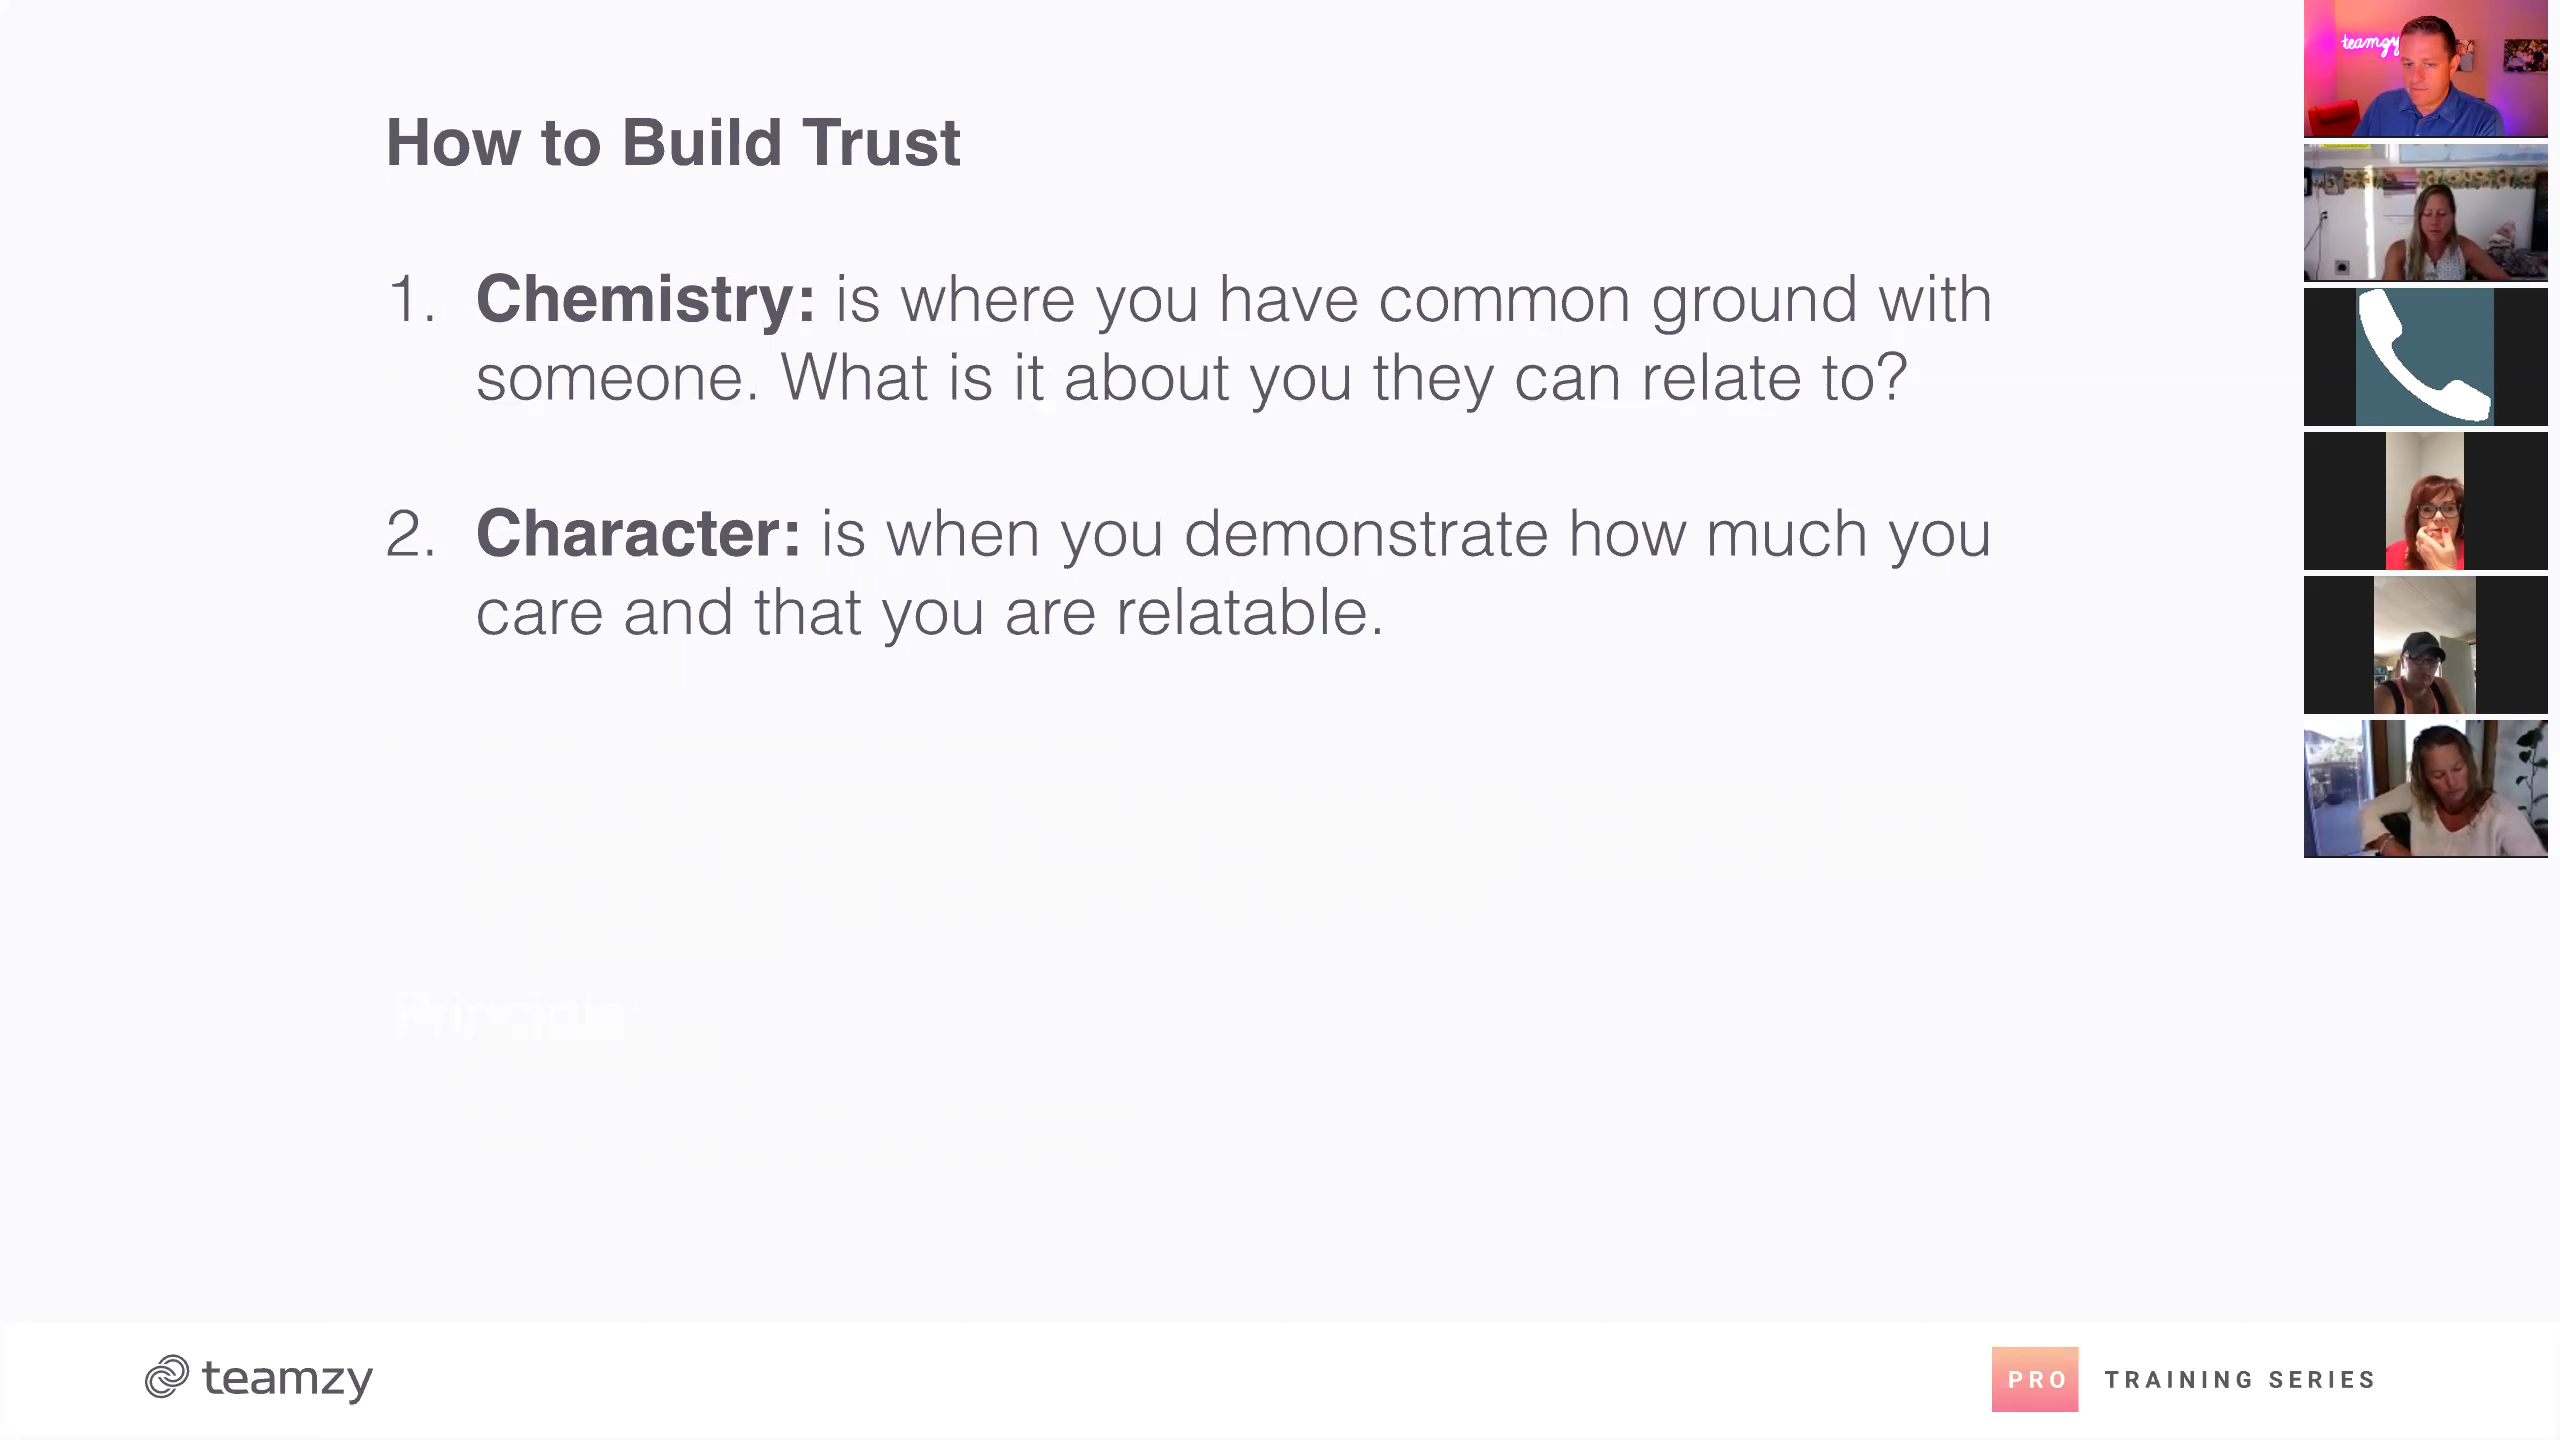 How to Build Trust
1. Chemistry: is where you have common ground with
someone. What is it about you they can relate to?
2. Character: is when you demonstrate how much you
care and that you are relatable.
teamzy
teamzy
PRO TRAINING SERIES